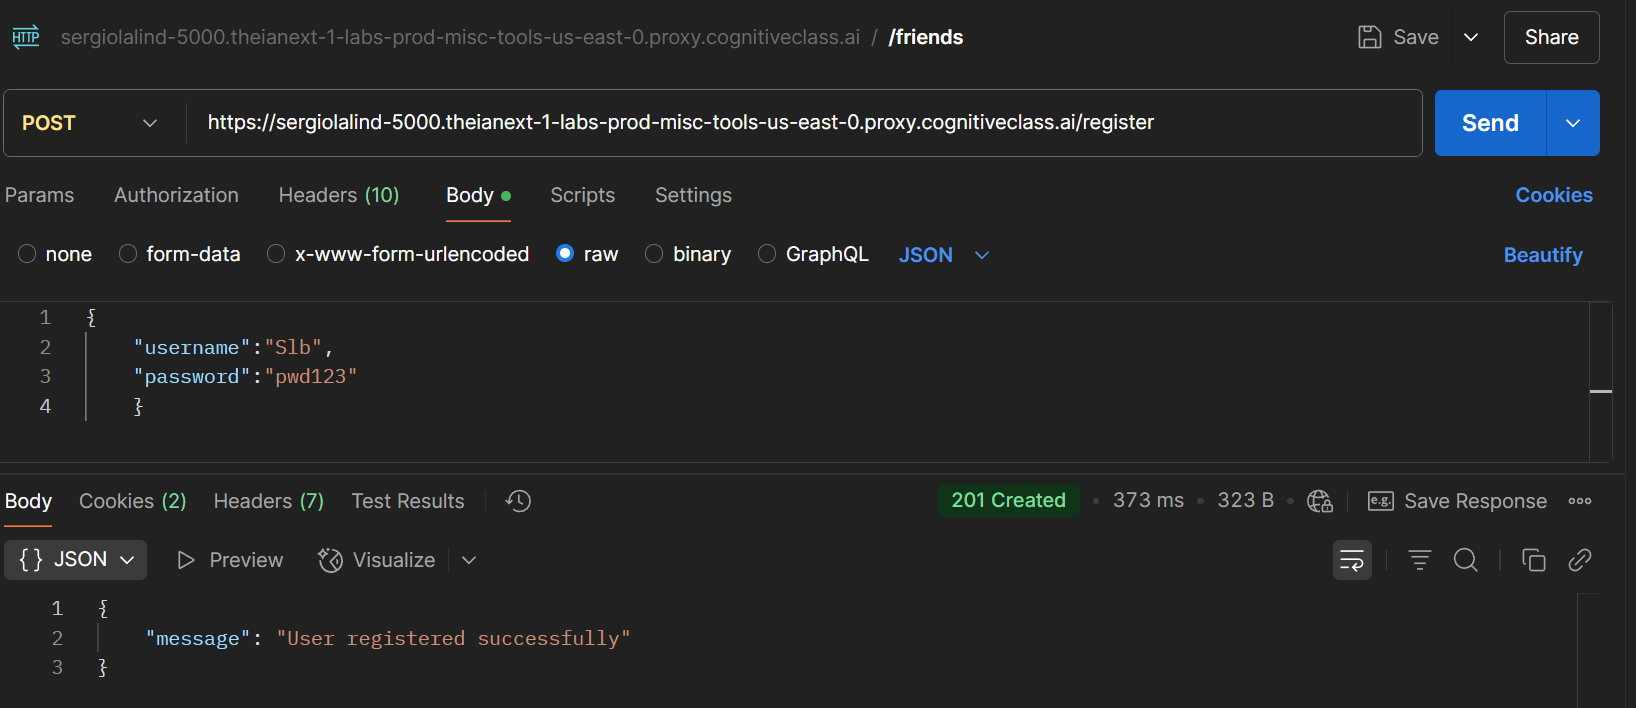 HTTP sergiolalind-5000.theianext-1-labs-prod-misc-tools-us-east-0.proxy.cognitiveclass.ai / /friends Save Share
POST https://sergiolalind-5000.theianext-1-labs-prod-misc-tools-us-east-0.proxy.cognitiveclass.ai/register Send
Params Authorization Headers (10) Body Scripts Settings Cookies
none form-data x-www-form-urlencoded raw binary GraphQL JSON Beautify
1 {
2 "username":"Slb",
3 "password":"pwd123"
4 }
Body Cookies (2) Headers (7) Test Results 201 Created • 373 ms • 323 B • e.g. Save Response
{} JSON Preview Visualize
1 {
2 "message": "User registered successfully"
3 }